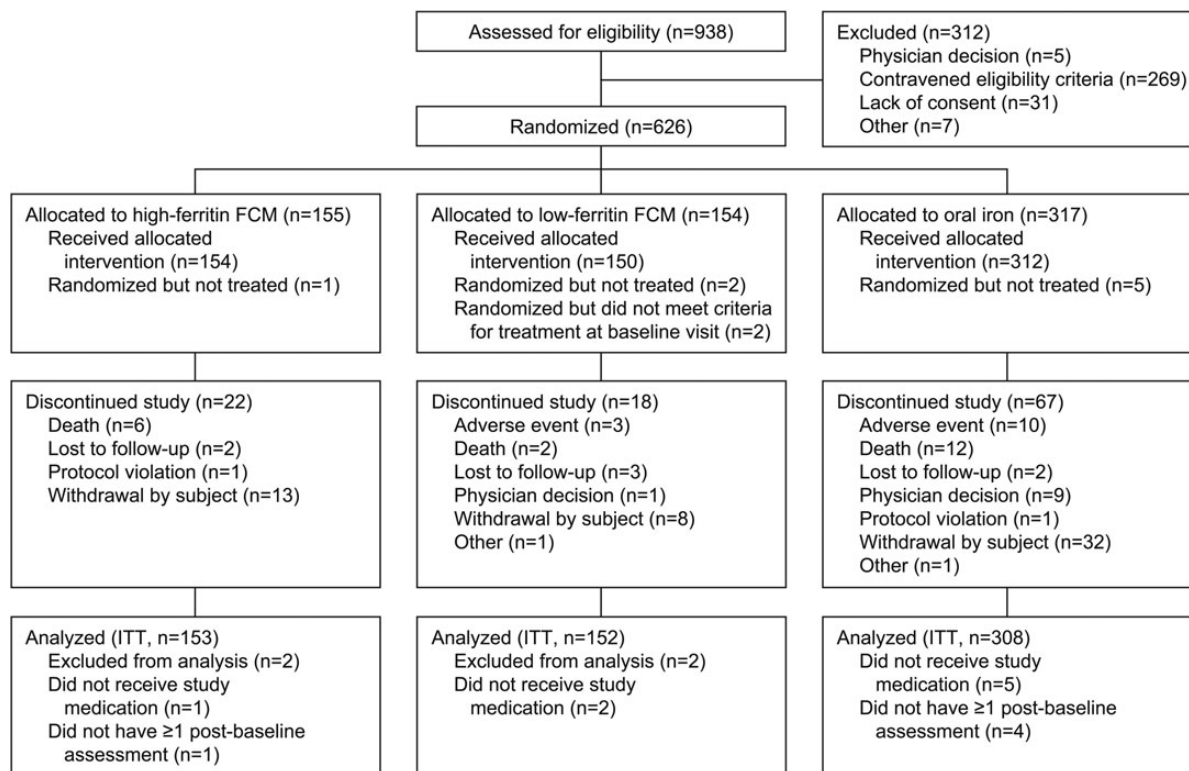 Assessed for eligibility (n=938)
Excluded (n=312)
Physician decision (n=5)
Contravened eligibility criteria (n=269)
Lack of consent (n=31)
Other (n=7)
Randomized (n=626)
Allocated to high-ferritin FCM (n=155)
Received allocated
intervention (n=154)
Randomized but not treated (n=1)
Allocated to low-ferritin FCM (n=154)
Received allocated
intervention (n=150)
Randomized but not treated (n=2)
Randomized but did not meet criteria
for treatment at baseline visit (n=2)
Allocated to oral iron (n=317)
Received allocated
intervention (n=312)
Randomized but not treated (n=5)
Discontinued study (n=22)
Death (n=6)
Lost to follow-up (n=2)
Protocol violation (n=1)
Withdrawal by subject (n=13)
Discontinued study (n=18)
Adverse event (n=3)
Death (n=2)
Lost to follow-up (n=3)
Physician decision (n=1)
Withdrawal by subject (n=8)
Other (n=1)
Discontinued study (n=67)
Adverse event (n=10)
Death (n=12)
Lost to follow-up (n=2)
Physician decision (n=9)
Protocol violation (n=1)
Withdrawal by subject (n=32)
Other (n=1)
Analyzed (ITT, n=153)
Excluded from analysis (n=2)
Did not receive study
medication (n=1)
Did not have ≥1 post-baseline
assessment (n=1)
Analyzed (ITT, n=152)
Excluded from analysis (n=2)
Did not receive study
medication (n=2)
Analyzed (ITT, n=308)
Did not receive study
medication (n=5)
Did not have ≥1 post-baseline
assessment (n=4)